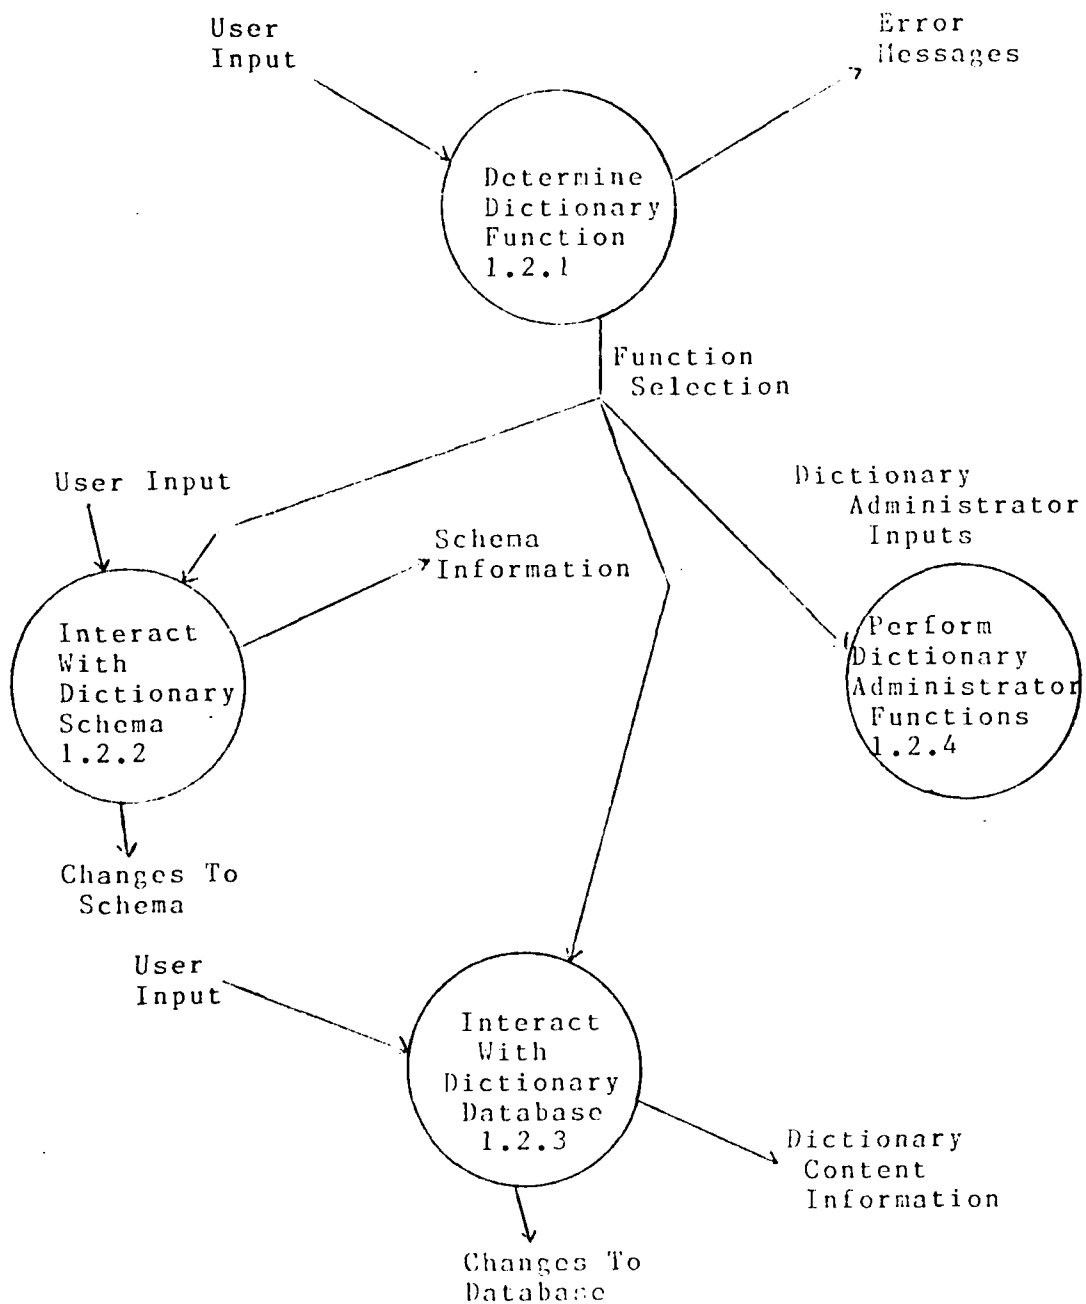 User
Input
Error
Messages
Determine
Dictionary
Function
1.2.1
Function
Selection
User Input
Schema
Information
Dictionary
Administrator
Inputs
Interact
With
Dictionary
Schema
1.2.2
Perform
Dictionary
Administrator
Functions
1.2.4
Changes To
Schema
User
Input
Interact
With
Dictionary
Database
1.2.3
Dictionary
Content
Information
Changes To
Database